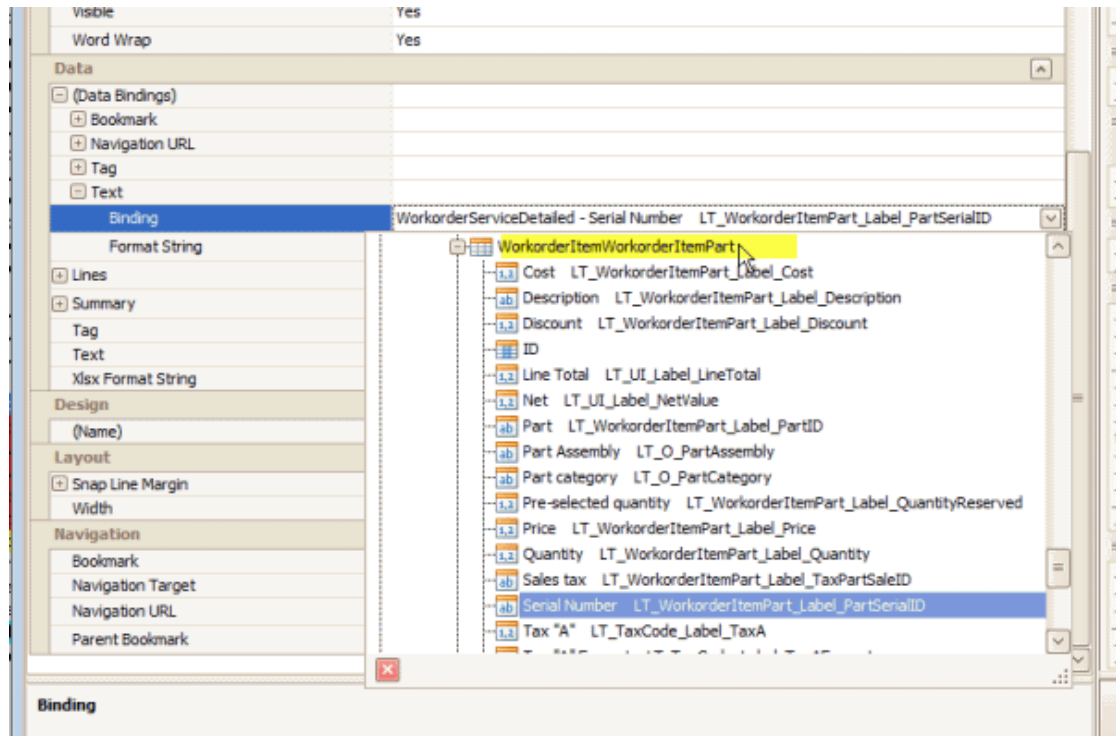 Visible Yes
Word Wrap Yes
Data
(Data Bindings)
Bookmark
Navigation URL
Tag
Text
Binding WorkorderServiceDetailed - Serial Number LT_WorkorderItemPart_Label_PartSerialID
Format String
Lines
Summary
Tag
Text
Xlsx Format String
Design
(Name)
Layout
Snap Line Margin
Width
Navigation
Bookmark
Navigation Target
Navigation URL
Parent Bookmark
WorkorderItemWorkorderItemPart
Cost LT_WorkorderItemPart_Label_Cost
Description LT_WorkorderItemPart_Label_Description
Discount LT_WorkorderItemPart_Label_Discount
ID
Line Total LT_UI_Label_LineTotal
Net LT_UI_Label_NetValue
Part LT_WorkorderItemPart_Label_PartID
Part Assembly LT_O_PartAssembly
Part category LT_O_PartCategory
Pre-selected quantity LT_WorkorderItemPart_Label_QuantityReserved
Price LT_WorkorderItemPart_Label_Price
Quantity LT_WorkorderItemPart_Label_Quantity
Sales tax LT_WorkorderItemPart_Label_TaxPartSaleID
Serial Number LT_WorkorderItemPart_Label_PartSerialID
Tax "A" LT_TaxCode_Label_TaxA
Binding